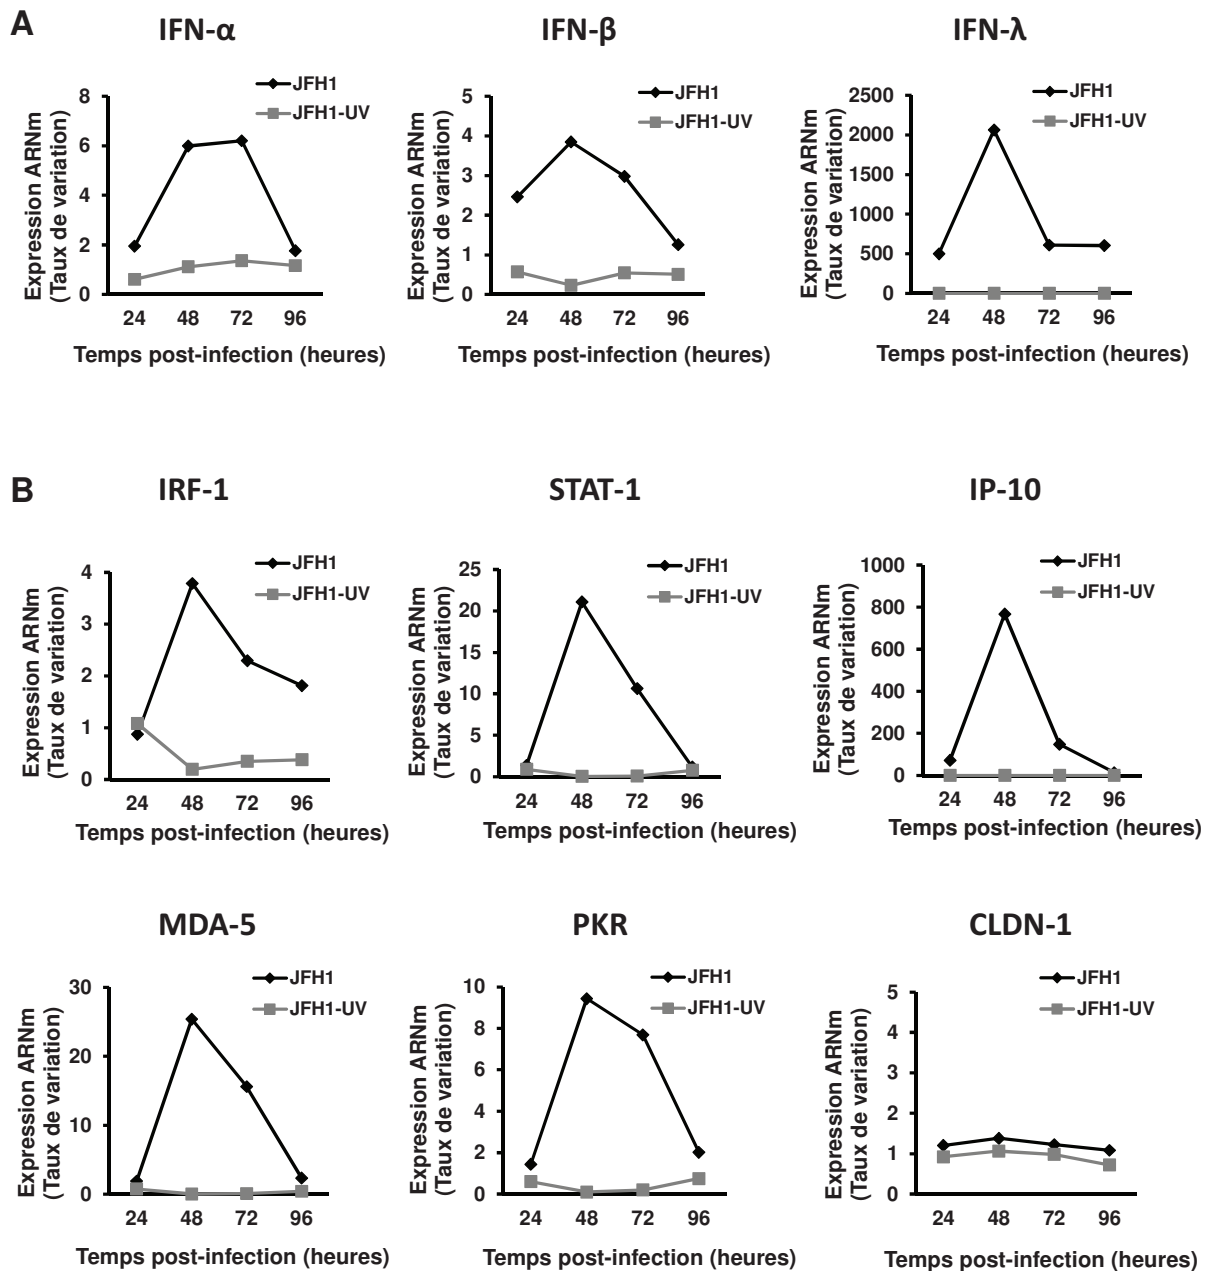 A
IFN-α
IFN-β
IFN-λ
JFH1
JFH1-UV
Expression ARNm
(Taux de variation)
8
6
4
2
0
24 48 72 96
Temps post-infection (heures)
JFH1
JFH1-UV
Expression ARNm
(Taux de variation)
5
4
3
2
1
0
24 48 72 96
Temps post-infection (heures)
JFH1
JFH1-UV
Expression ARNm
(Taux de variation)
2500
2000
1500
1000
500
0
24 48 72 96
Temps post-infection (heures)
B
IRF-1
STAT-1
IP-10
JFH1
JFH1-UV
Expression ARNm
(Taux de variation)
4
3
2
1
0
24 48 72 96
Temps post-infection (heures)
JFH1
JFH1-UV
Expression ARNm
(Taux de variation)
25
20
15
10
5
0
24 48 72 96
Temps post-infection (heures)
JFH1
JFH1-UV
Expression ARNm
(Taux de variation)
1000
800
600
400
200
0
24 48 72 96
Temps post-infection (heures)
MDA-5
PKR
CLDN-1
JFH1
JFH1-UV
Expression ARNm
(Taux de variation)
30
20
10
0
24 48 72 96
Temps post-infection (heures)
JFH1
JFH1-UV
Expression ARNm
(Taux de variation)
10
8
6
4
2
0
24 48 72 96
Temps post-infection (heures)
JFH1
JFH1-UV
Expression ARNm
(Taux de variation)
5
4
3
2
1
0
24 48 72 96
Temps post-infection (heures)